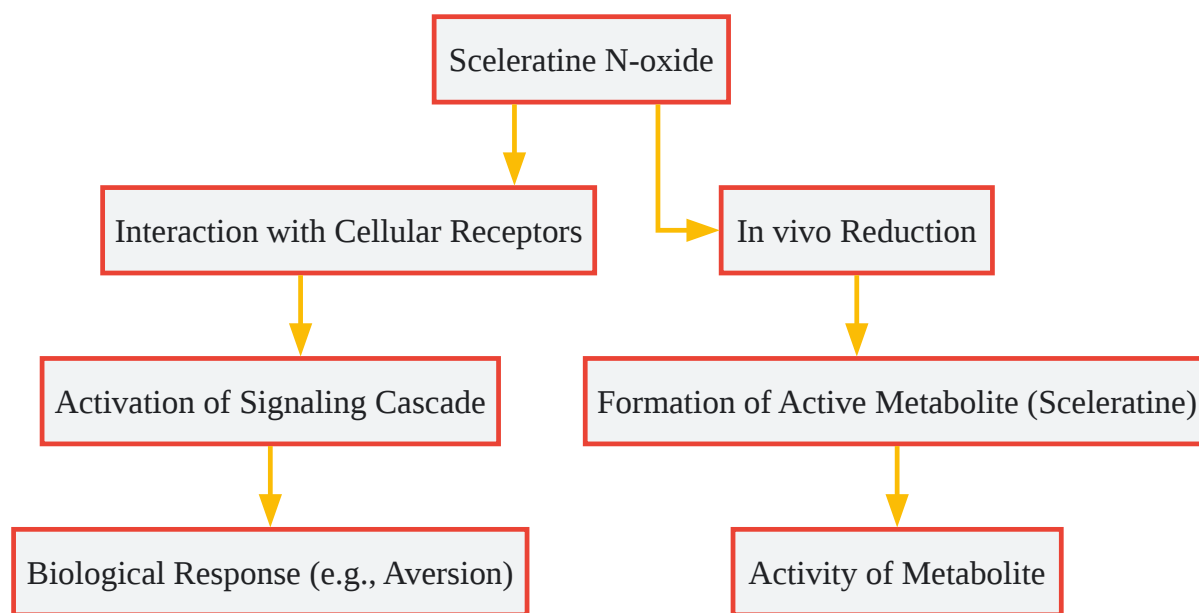 Sceleratine N-oxide
Interaction with Cellular Receptors
In vivo Reduction
Activation of Signaling Cascade
Formation of Active Metabolite (Sceleratine)
Biological Response (e.g., Aversion)
Activity of Metabolite